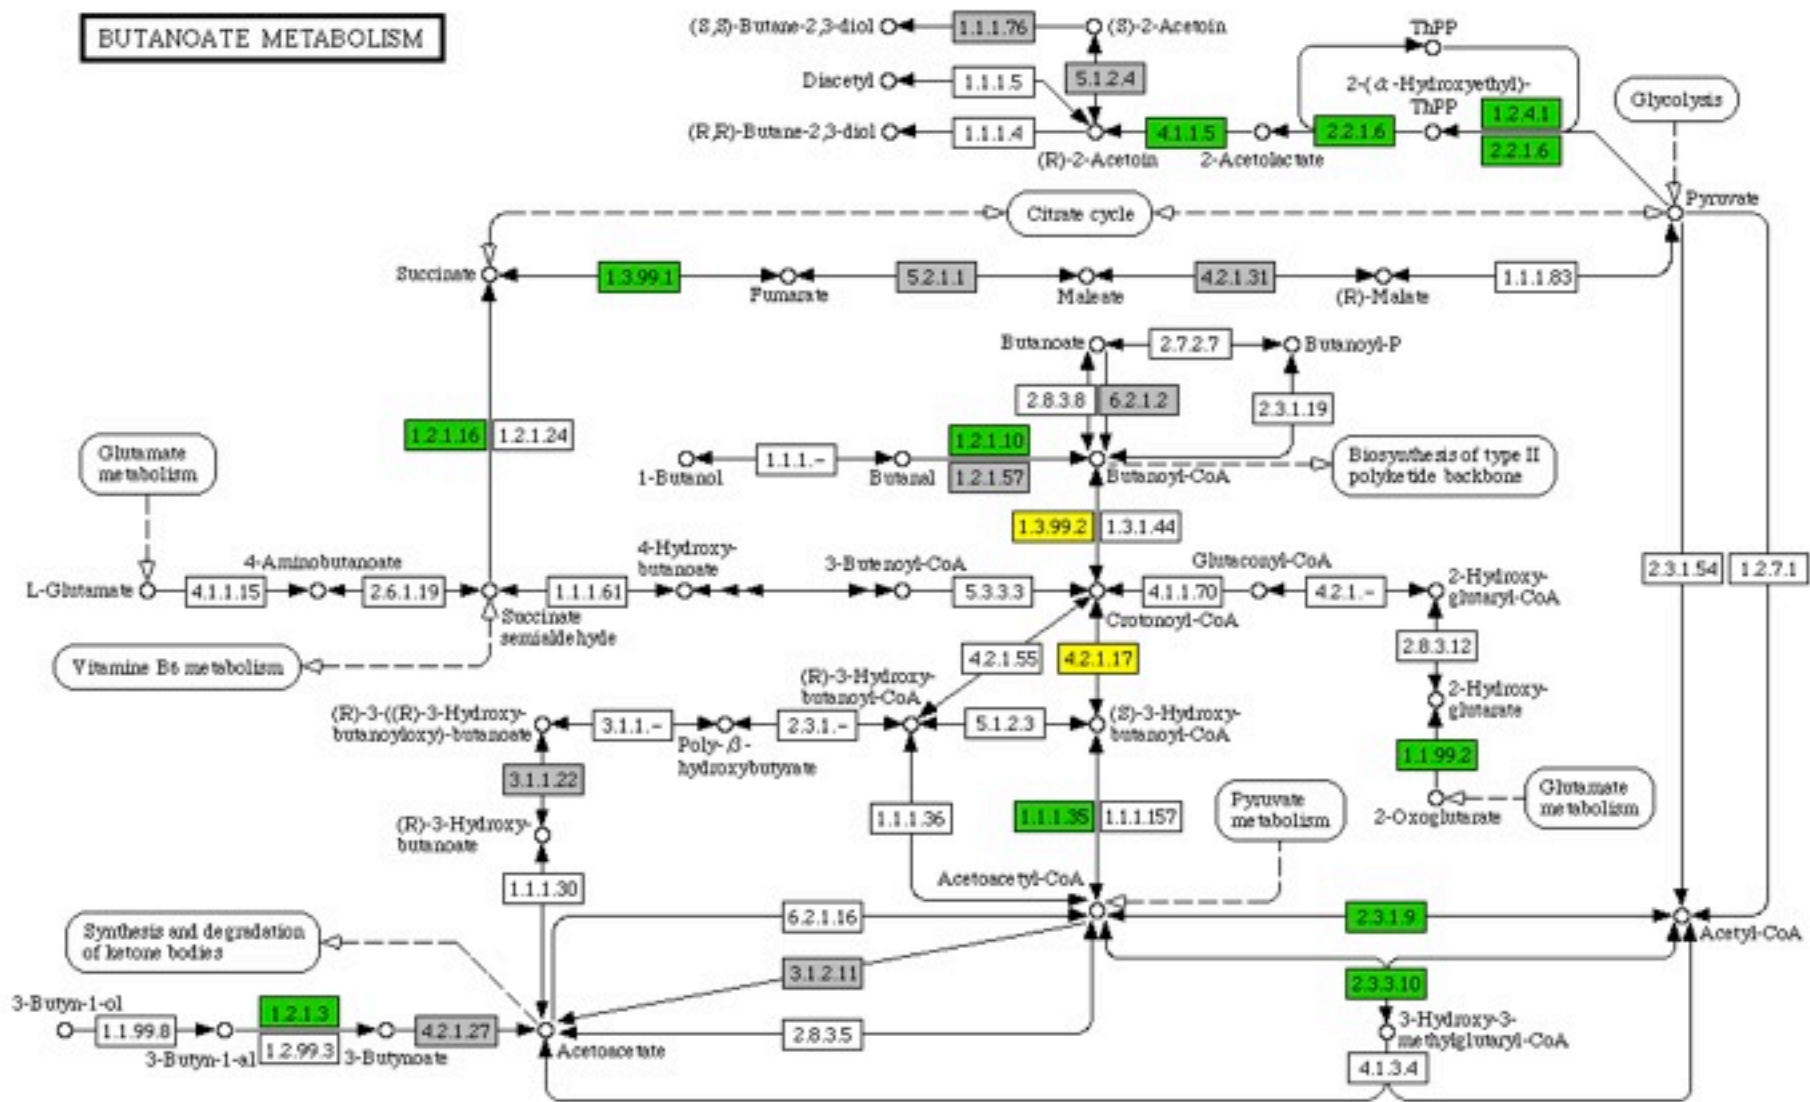 BUTANOATE METABOLISM
(S,S)-Butane-2,3-diol
1.1.1.76
(S)-2-Acetoin
ThPP
5.1.2.4
Diacetyl
1.1.1.5
2-(α-Hydroxyethyl)-
ThPP
Glycolysis
(R,R)-Butane-2,3-diol
1.1.1.4
(R)-2-Acetoin
4.1.1.5
2-Acetolactate
2.2.1.6
1.2.4.1
2.2.1.6
Citrate cycle
Pyruvate
Succinate
1.3.99.1
Fumarate
5.2.1.1
Maleate
4.2.1.31
(R)-Malate
1.1.1.83
Butanoate
2.7.2.7
Butanoyl-P
2.8.3.8
6.2.1.2
2.3.1.19
1.2.1.16
1.2.1.24
Glutamate
metabolism
1-Butanol
1.1.1.-
Butanal
1.2.1.10
1.2.1.57
Butanoyl-CoA
Biosynthesis of type II
polyketide backbone
1.3.99.2
1.3.1.44
L-Glutamate
4.1.1.15
4-Aminobutanoate
2.6.1.19
Succinate
semialdehyde
1.1.1.61
4-Hydroxy-
butanoate
3-Butenoyl-CoA
5.3.3.3
Crotonoyl-CoA
4.1.1.70
Glutaconyl-CoA
4.2.1.-
2-Hydroxy-
glutaryl-CoA
2.3.1.54
1.2.7.1
Vitamine B6 metabolism
4.2.1.55
4.2.1.17
2.8.3.12
(R)-3-((R)-3-Hydroxy-
butanoyloxy)-butanoate
3.1.1.-
Poly-β-
hydroxybutyrate
2.3.1.-
(R)-3-Hydroxy-
butanoyl-CoA
5.1.2.3
(S)-3-Hydroxy-
butanoyl-CoA
2-Hydroxy-
glutarate
1.1.99.2
3.1.1.22
1.1.1.36
1.1.1.35
1.1.1.157
Pyruvate
metabolism
2-Oxoglutarate
Glutamate
metabolism
(R)-3-Hydroxy-
butanoate
1.1.1.30
Acetoacetyl-CoA
6.2.1.16
2.3.1.9
Acetyl-CoA
Synthesis and degradation
of ketone bodies
3.1.2.11
2.3.3.10
3-Butyn-1-ol
1.1.99.8
3-Butyn-1-al
1.2.1.3
1.2.99.3
3-Butynoate
4.2.1.27
Acetoacetate
2.8.3.5
3-Hydroxy-3-
methylglutaryl-CoA
4.1.3.4